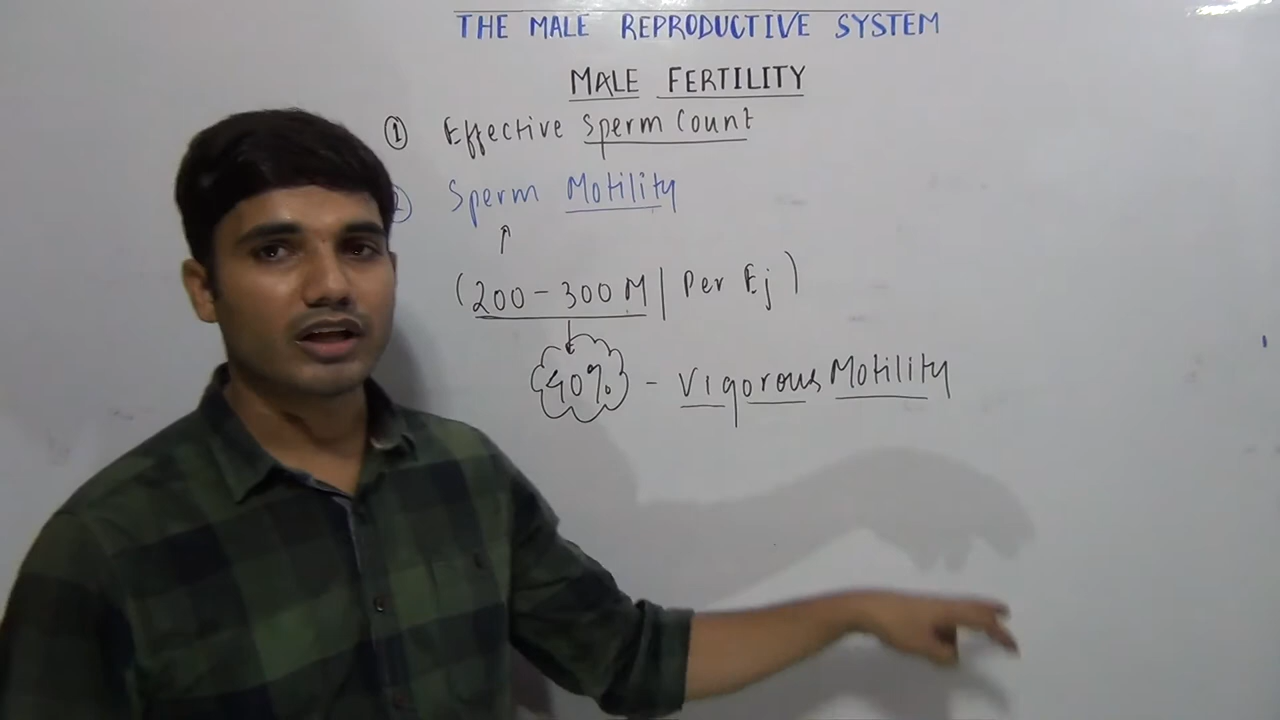 THE MALE REPRODUCTIVE SYSTEM
MALE FERTILITY
① Effective Sperm Count
② Sperm Motility
(200-300 M| Per Ej)
40% - Vigorous Motility